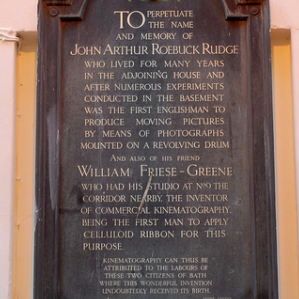 TO PERPETUATE
THE NAME
AND MEMORY OF
JOHN ARTHUR ROEBUCK RUDGE
WHO LIVED FOR MANY YEARS
IN THE ADJOINING HOUSE AND
AFTER NUMEROUS EXPERIMENTS
CONDUCTED IN THE BASEMENT
WAS THE FIRST ENGLISHMAN TO
PRODUCE MOVING PICTURES
BY MEANS OF PHOTOGRAPHS
MOUNTED ON A REVOLVING DRUM
AND ALSO OF HIS FRIEND
WILLIAM FRIESE-GREENE
WHO HAD HIS STUDIO AT NO9 THE
CORRIDOR NEARBY. THE INVENTOR
OF COMMERCIAL KINEMATOGRAPHY.
BEING THE FIRST MAN TO APPLY
CELLULOID RIBBON FOR THIS
PURPOSE.
KINEMATOGRAPHY CAN THUS BE
ATTRIBUTED TO THE LABOURS OF
THESE TWO CITIZENS OF BATH
WHERE THIS WONDERFUL INVENTION
UNDOUBTEDLY RECEIVED ITS BIRTH.